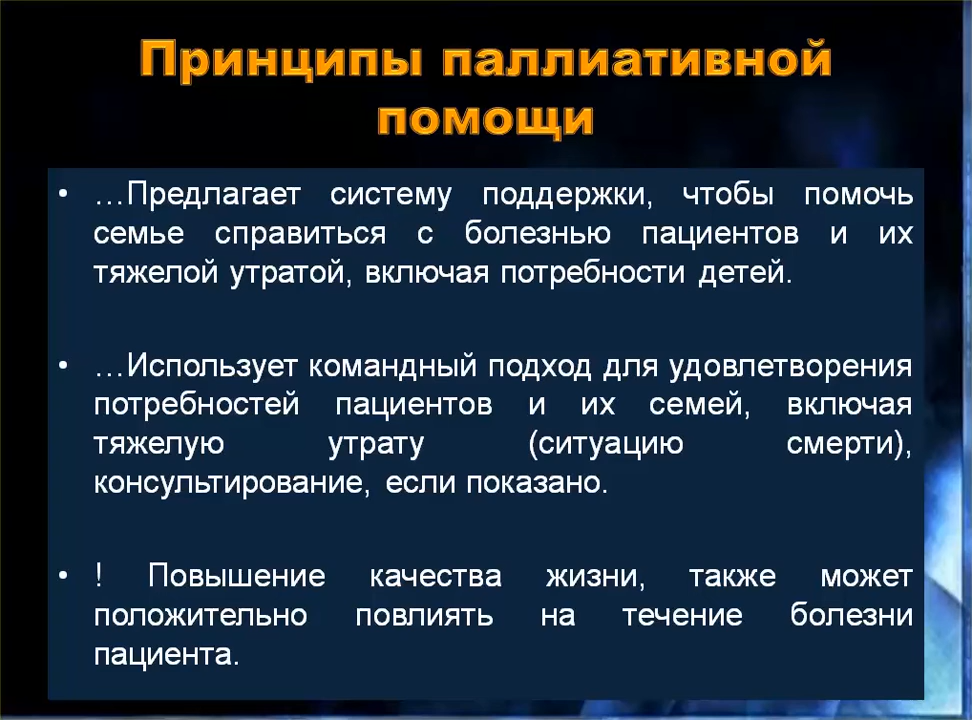 Принципы паллиативной
помощи
• …Предлагает систему поддержки, чтобы помочь
семье справиться с болезнью пациентов и их
тяжелой утратой, включая потребности детей.
• …Использует командный подход для удовлетворения
потребностей пациентов и их семей, включая
тяжелую утрату (ситуацию смерти),
консультирование, если показано.
• ! Повышение качества жизни, также может
положительно повлиять на течение болезни
пациента.